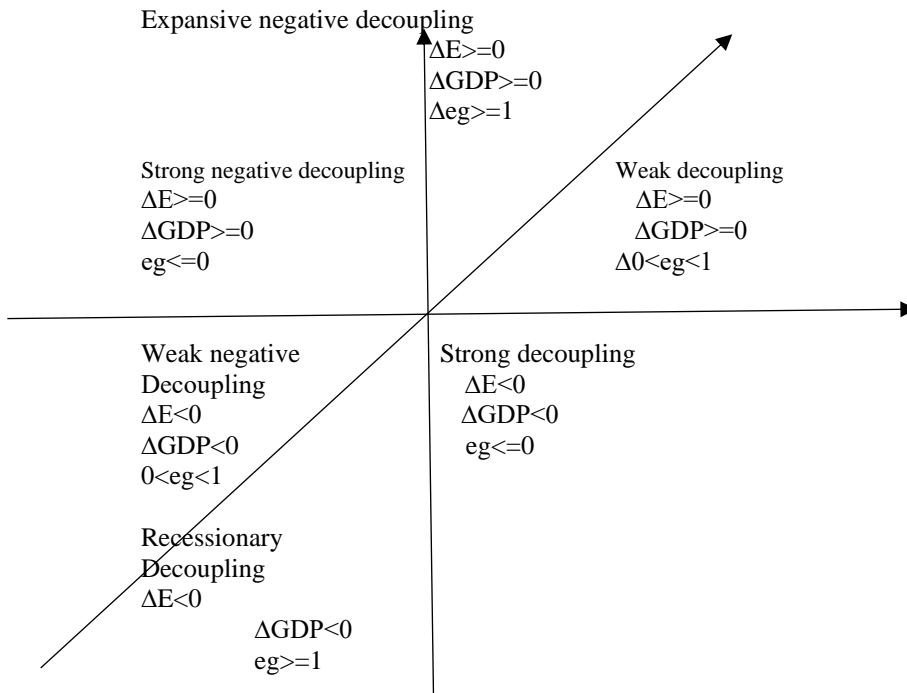 Expansive negative decoupling
ΔE>=0
ΔGDP>=0
Δeg>=1
Strong negative decoupling
ΔE>=0
ΔGDP>=0
eg<=0
Weak decoupling
ΔE>=0
ΔGDP>=0
Δ0<eg<1
Weak negative
Decoupling
ΔE<0
ΔGDP<0
0<eg<1
Strong decoupling
ΔE<0
ΔGDP<0
eg<=0
Recessionary
Decoupling
ΔE<0
ΔGDP<0
eg>=1